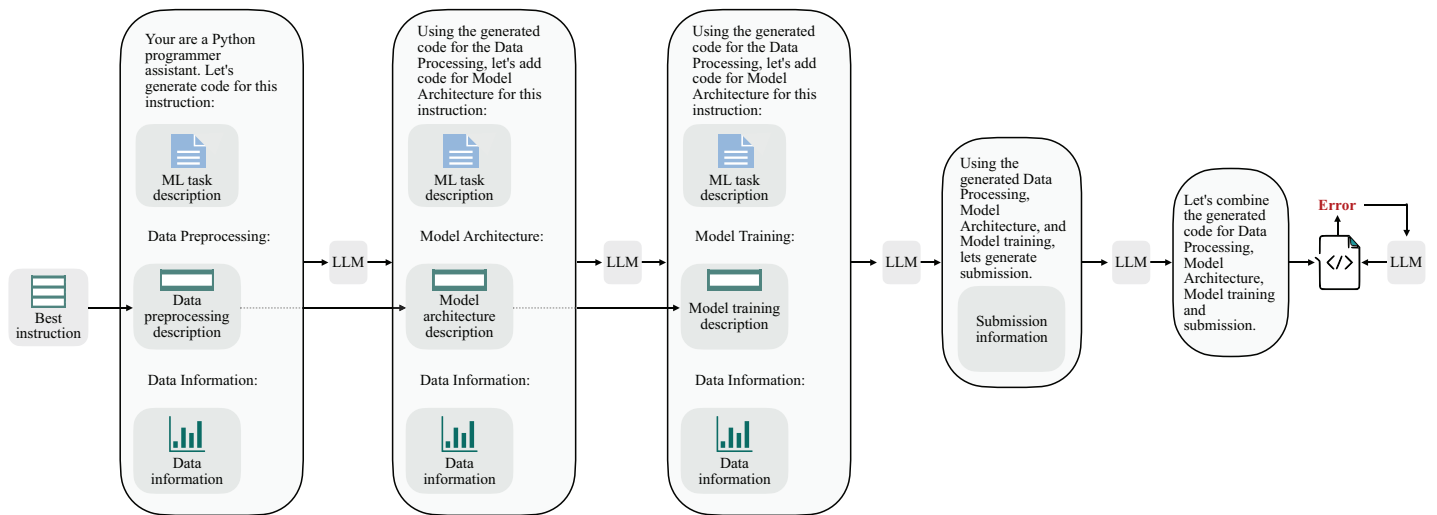 Best
instruction
Your are a Python
programmer
assistant. Let's
generate code for this
instruction:
ML task
description
Data Preprocessing:
Data
preprocessing
description
Data Information:
Data
information
LLM
Using the generated
code for the Data
Processing, let's add
code for Model
Architecture for this
instruction:
ML task
description
Model Architecture:
Model
architecture
description
Data Information:
Data
information
LLM
Using the generated
code for the Data
Processing, let's add
code for Model
Architecture for this
instruction:
ML task
description
Model Training:
Model training
description
Data Information:
Data
information
LLM
Using the
generated Data
Processing,
Model
Architecture, and
Model training,
lets generate
submission.
Submission
information
LLM
Let's combine
the generated
code for Data
Processing,
Model
Architecture,
Model training
and
submission.
Error
</>
LLM